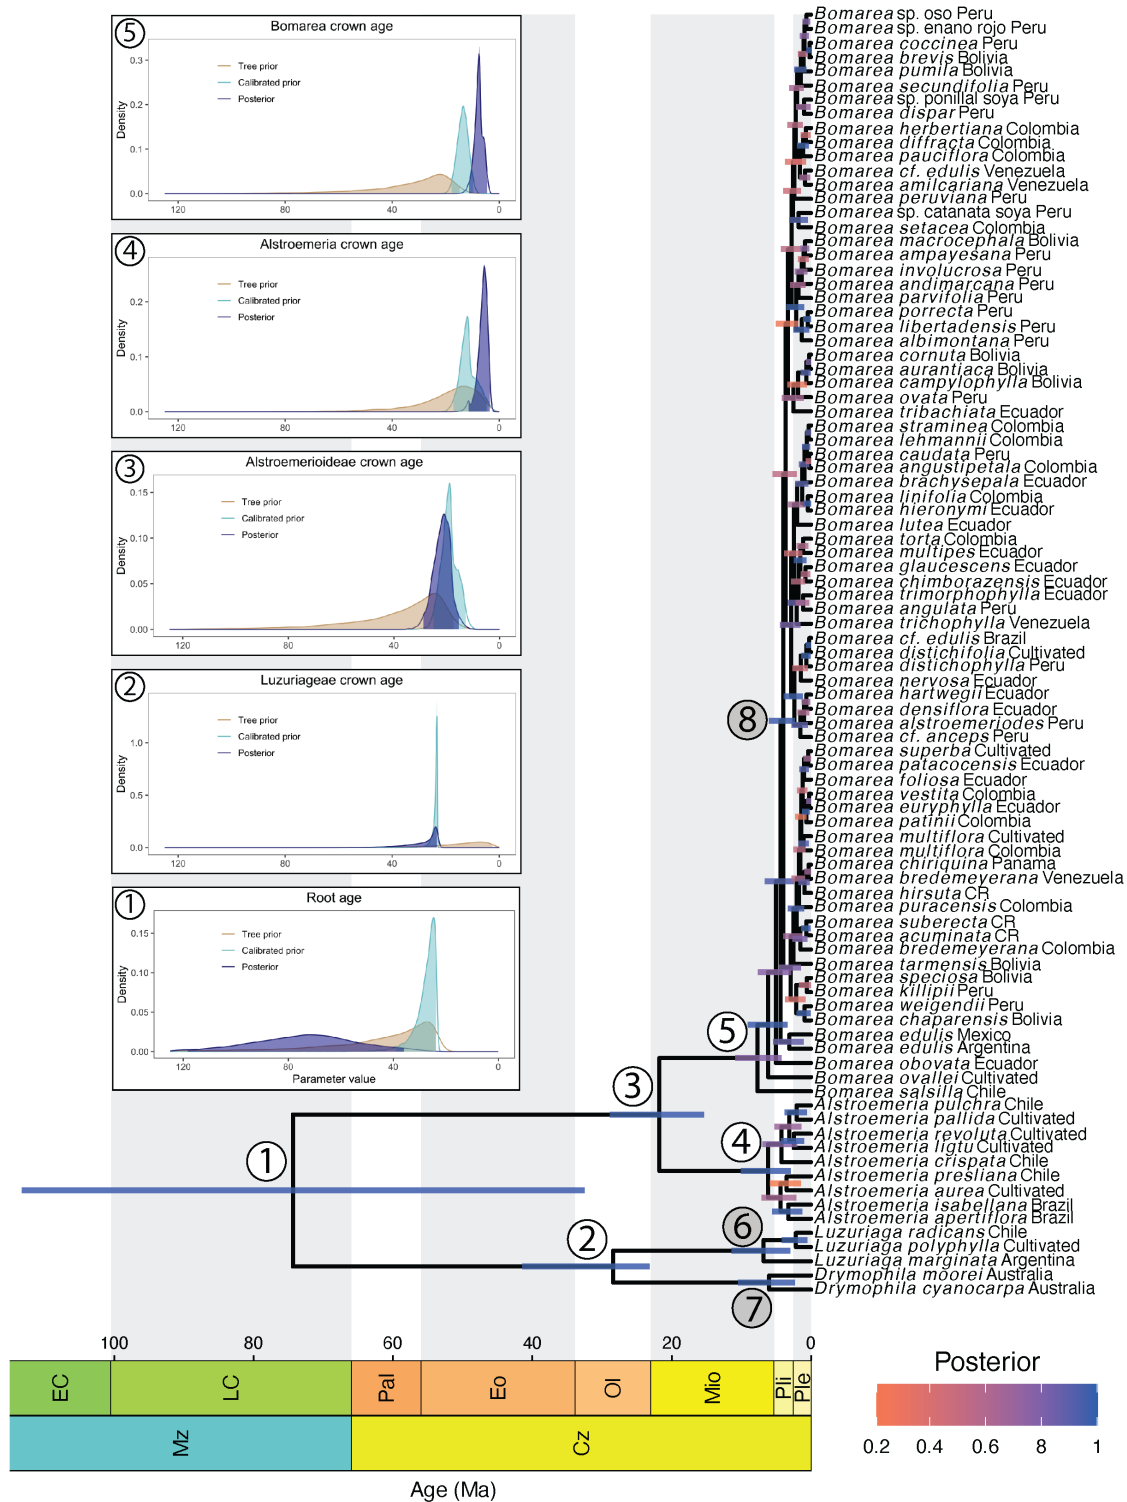 5
Bomarea crown age
Tree prior
Calibrated prior
Posterior
Density
0.3
0.2
0.1
0.0
120
80
40
0
4
Alstroemeria crown age
Tree prior
Calibrated prior
Posterior
Density
0.2
0.1
0.0
120
80
40
0
3
Alstroemerioideae crown age
Tree prior
Calibrated prior
Posterior
Density
0.15
0.10
0.05
0.00
120
80
40
0
2
Luzuriageae crown age
Tree prior
Calibrated prior
Posterior
Density
1.0
0.5
0.0
120
80
40
0
1
Root age
Tree prior
Calibrated prior
Posterior
Density
0.15
0.10
0.05
0.00
120
80
40
0
Parameter value
Bomarea sp. oso Peru
Bomarea sp. enano rojo Peru
Bomarea coccinea Peru
Bomarea brevis Bolivia
Bomarea pumila Bolivia
Bomarea secundifolia Peru
Bomarea sp. ponillal soya Peru
Bomarea dispar Peru
Bomarea herbertiana Colombia
Bomarea diffracta Colombia
Bomarea pauciflora Colombia
Bomarea cf. edulis Venezuela
Bomarea amilcariana Venezuela
Bomarea peruviana Peru
Bomarea sp. catanata soya Peru
Bomarea setacea Colombia
Bomarea macrocephala Bolivia
Bomarea ampayesana Peru
Bomarea involucrosa Peru
Bomarea andimarcana Peru
Bomarea parvifolia Peru
Bomarea porrecta Peru
Bomarea libertadensis Peru
Bomarea albimontana Peru
Bomarea cornuta Bolivia
Bomarea aurantiaca Bolivia
Bomarea campylophylla Bolivia
Bomarea ovata Peru
Bomarea tribachiata Ecuador
Bomarea straminea Colombia
Bomarea lehmannii Colombia
Bomarea caudata Peru
Bomarea angustipetala Colombia
Bomarea brachysepala Ecuador
Bomarea linifolia Colombia
Bomarea hieronymi Ecuador
Bomarea lutea Ecuador
Bomarea torta Colombia
Bomarea multipes Ecuador
Bomarea glaucescens Ecuador
Bomarea chimborazensis Ecuador
Bomarea trimorphophylla Ecuador
Bomarea angulata Peru
Bomarea trichophylla Venezuela
Bomarea cf. edulis Brazil
Bomarea distichifolia Cultivated
Bomarea distichophylla Peru
Bomarea nervosa Ecuador
Bomarea hartwegii Ecuador
Bomarea densiflora Ecuador
Bomarea alstroemeriodes Peru
Bomarea cf. anceps Peru
Bomarea superba Cultivated
Bomarea patacocensis Ecuador
Bomarea foliosa Ecuador
Bomarea vestita Colombia
Bomarea euryphylla Ecuador
Bomarea patinii Colombia
Bomarea multiflora Cultivated
Bomarea multiflora Colombia
Bomarea chiriquina Panama
Bomarea bredemeyerana Venezuela
Bomarea hirsuta CR
Bomarea puracensis Colombia
Bomarea suberecta CR
Bomarea acuminata CR
Bomarea bredemeyerana Colombia
Bomarea tarmensis Bolivia
Bomarea speciosa Bolivia
Bomarea killipii Peru
Bomarea weigendii Peru
Bomarea chaparensis Bolivia
Bomarea edulis Mexico
Bomarea edulis Argentina
Bomarea obovata Ecuador
Bomarea ovallei Cultivated
Bomarea salsilla Chile
Alstroemeria pulchra Chile
Alstroemeria pallida Cultivated
Alstroemeria revoluta Cultivated
Alstroemeria ligtu Cultivated
Alstroemeria crispata Chile
Alstroemeria presliana Chile
Alstroemeria aurea Cultivated
Alstroemeria isabellana Brazil
Alstroemeria apertiflora Brazil
Luzuriaga radicans Chile
Luzuriaga polyphylla Cultivated
Luzuriaga marginata Argentina
Drymophila moorei Australia
Drymophila cyanocarpa Australia
8
5
3
4
1
6
2
7
100
80
60
40
20
0
EC
LC
Pal
Eo
Ol
Mio
Pli
Ple
Mz
Cz
Age (Ma)
Posterior
0.2
0.4
0.6
8
1